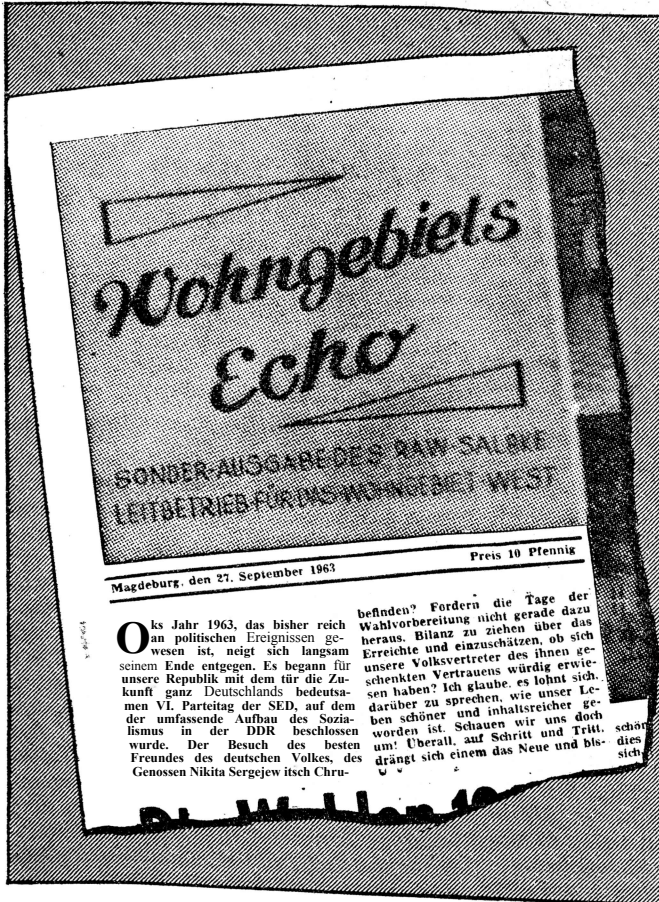 Wohngebiets
Echo
SONDER-AUSGABE DES RAW-SALBKE
LEITBETRIEB FÜR DAS WOHNGEBIET WEST
Magdeburg, den 27. September 1963
Preis 10 Pfennig
Oks Jahr 1963, das bisher reich
an politischen Ereignissen ge-
wesen ist, neigt sich langsam
seinem Ende entgegen. Es begann für
unsere Republik mit dem tür die Zu-
kunft ganz Deutschlands bedeutsa-
men VI. Parteitag der SED, auf dem
der umfassende Aufbau des Sozia-
lismus in der DDR beschlossen
wurde. Der Besuch des besten
Freundes des deutschen Volkes, des
Genossen Nikita Sergejew itsch Chru-
befinden? Fordern die Tage der
Wahlvorbereitung nicht gerade dazu
heraus. Bilanz zu ziehen über das
Erreichte und einzuschätzen, ob sich
unsere Volksvertreter des ihnen ge-
schenkten Vertrauens würdig erwie-
sen haben? Ich glaube, es lohnt sich,
darüber zu sprechen, wie unser Le-
ben schöner und inhaltsreicher ge-
worden ist. Schauen wir uns doch
um! Überall, auf Schritt und Tritt,
drängt sich einem das Neue und bis-
schön
dies
sich